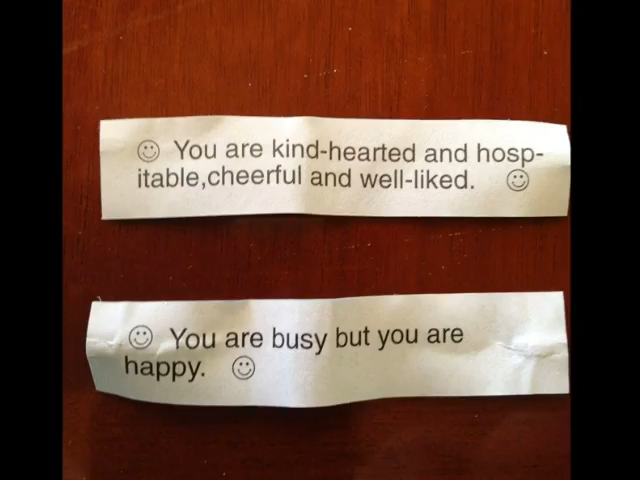 ☺ You are kind-hearted and hosp-
itable,cheerful and well-liked. ☺
☺ You are busy but you are
happy. ☺